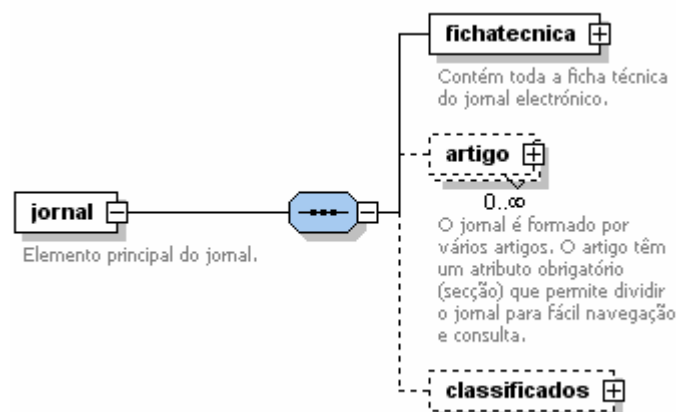 fichatecnica
Contém toda a ficha técnica
do jornal electrónico.
artigo
0..∞
jornal
Elemento principal do jornal.
O jornal é formado por
vários artigos. O artigo têm
um atributo obrigatório
(secção) que permite dividir
o jornal para fácil navegação
e consulta.
classificados